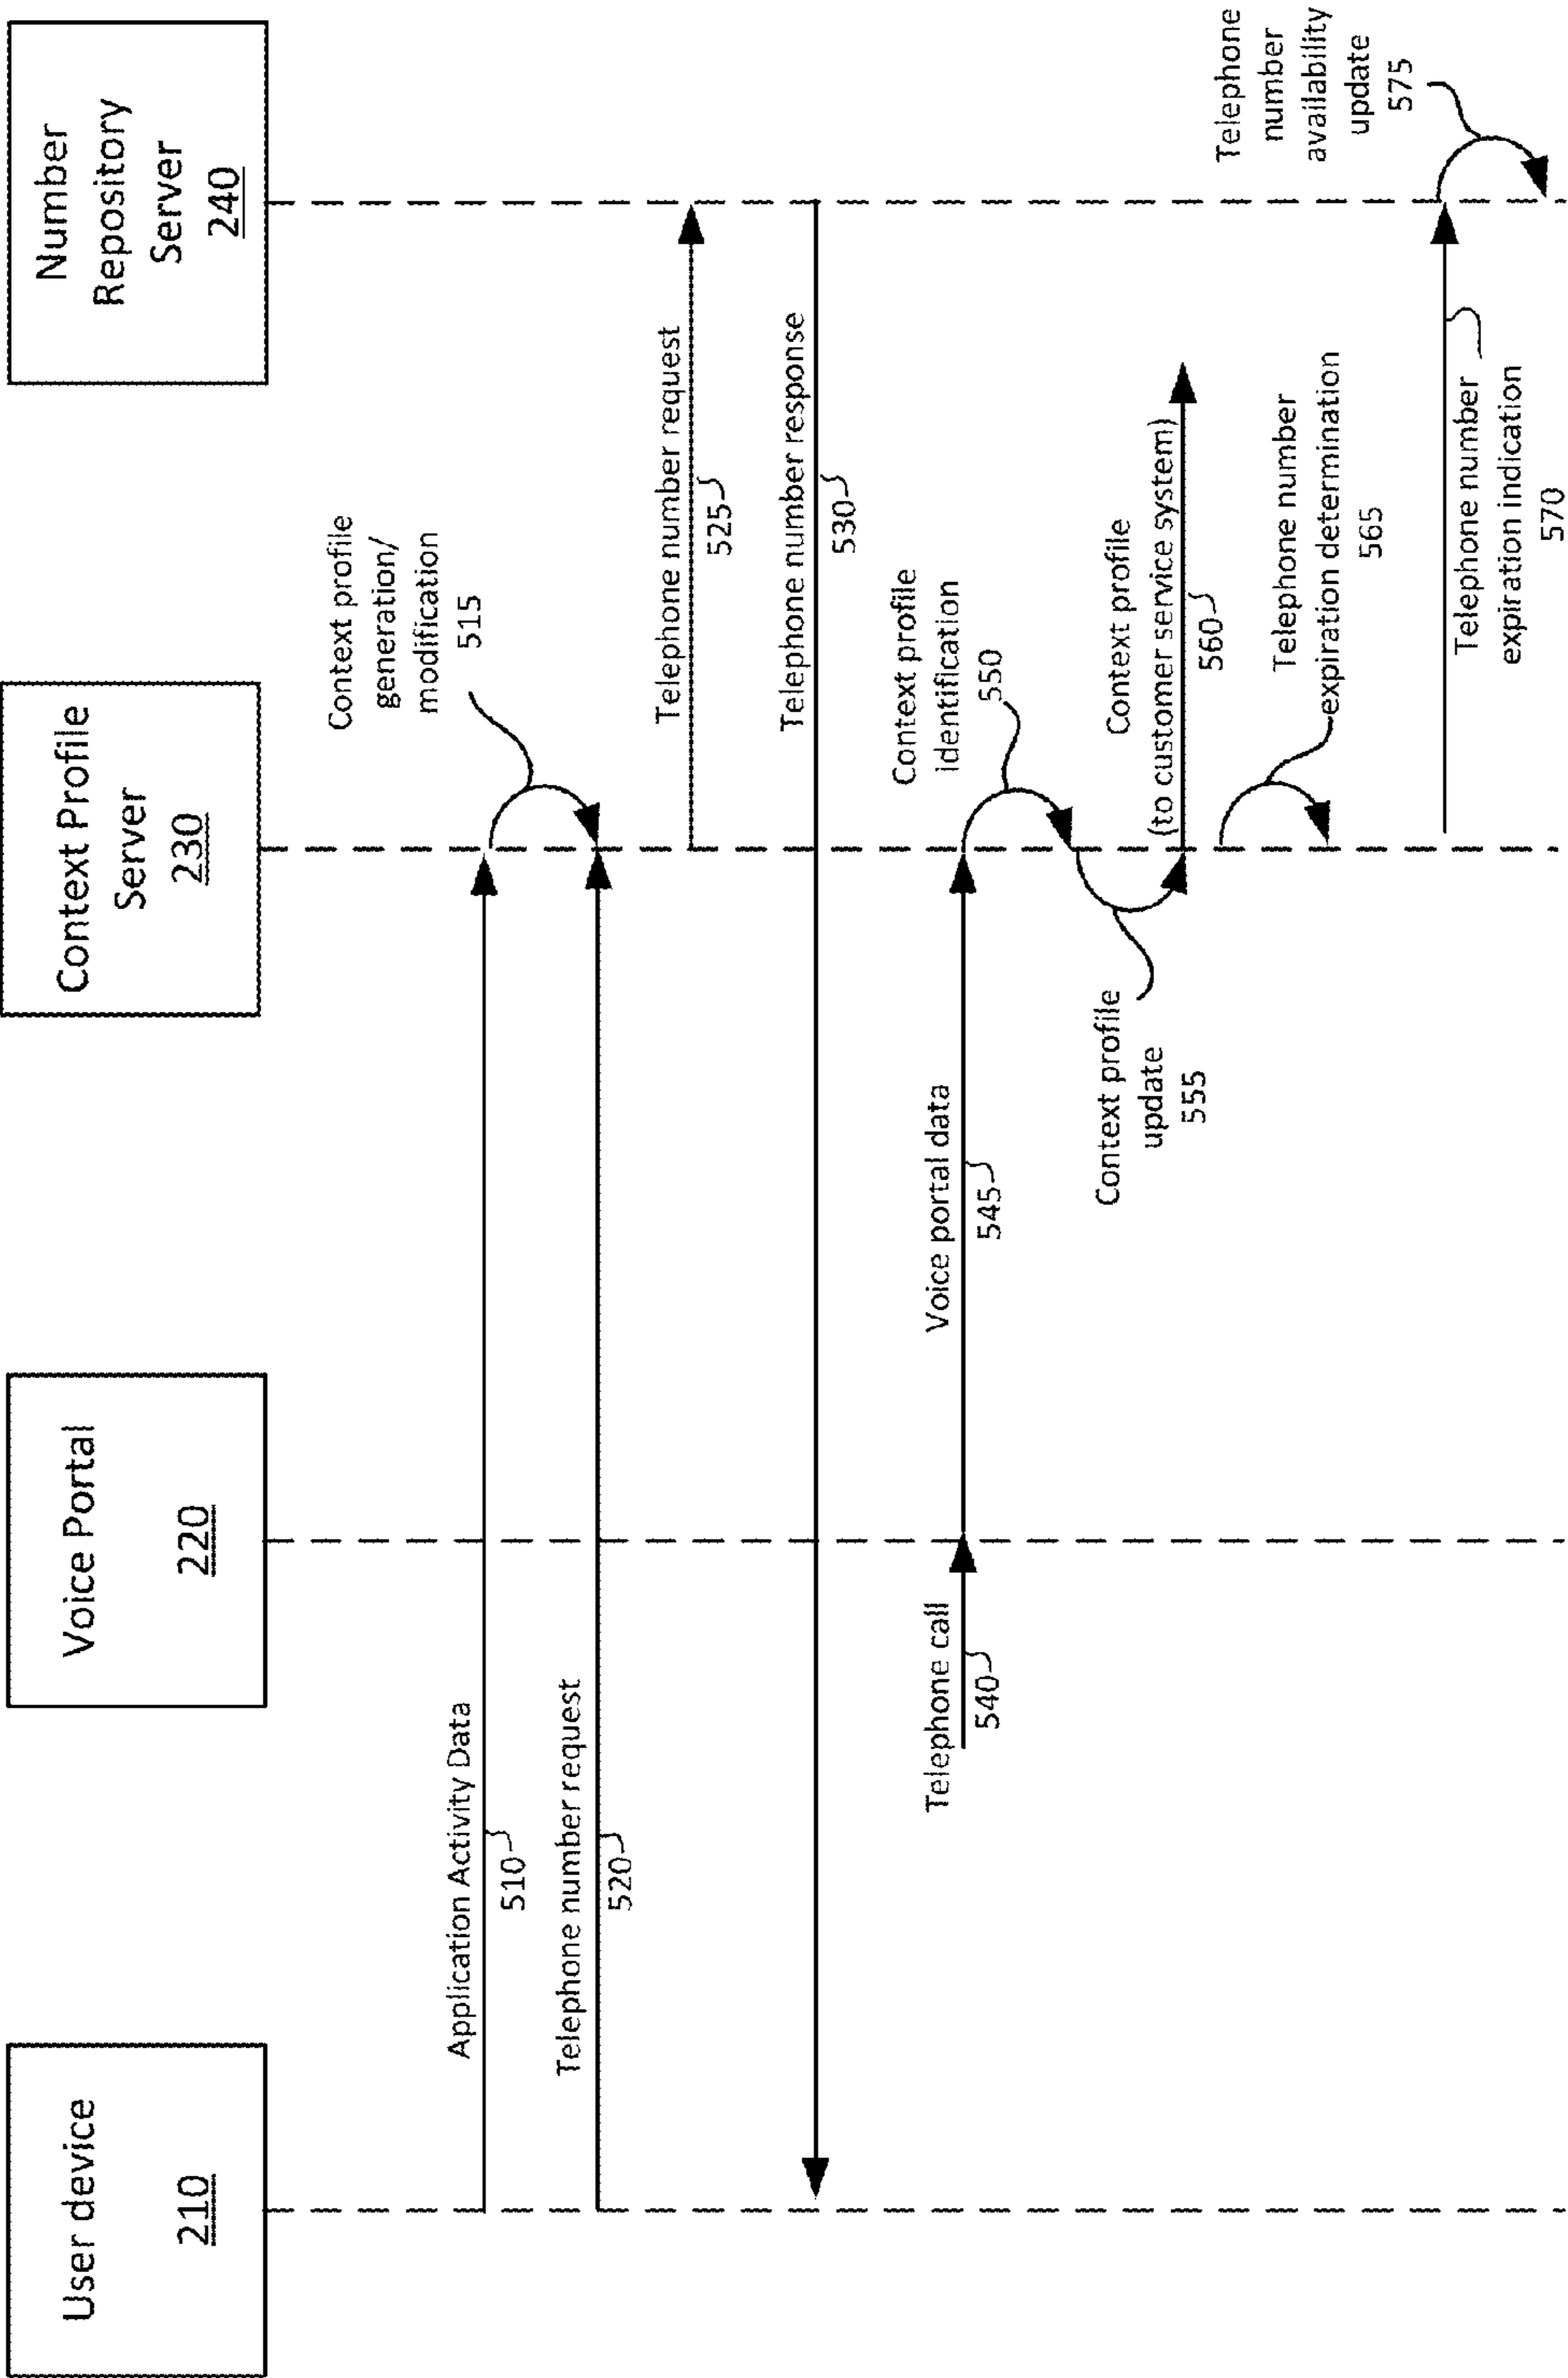 User device
210
Voice Portal
220
Context Profile
Server
230
Number
Repository
Server
240
Application Activity Data
510
Context profile
generation/
modification
515
Telephone number request
520
Telephone number request
525
Telephone number response
530
Telephone call
540
Voice portal data
545
Context profile
identification
550
Context profile
update
555
Context profile
(to customer service system)
560
Telephone number
expiration determination
565
Telephone number
expiration indication
570
Telephone
number
availability
update
575